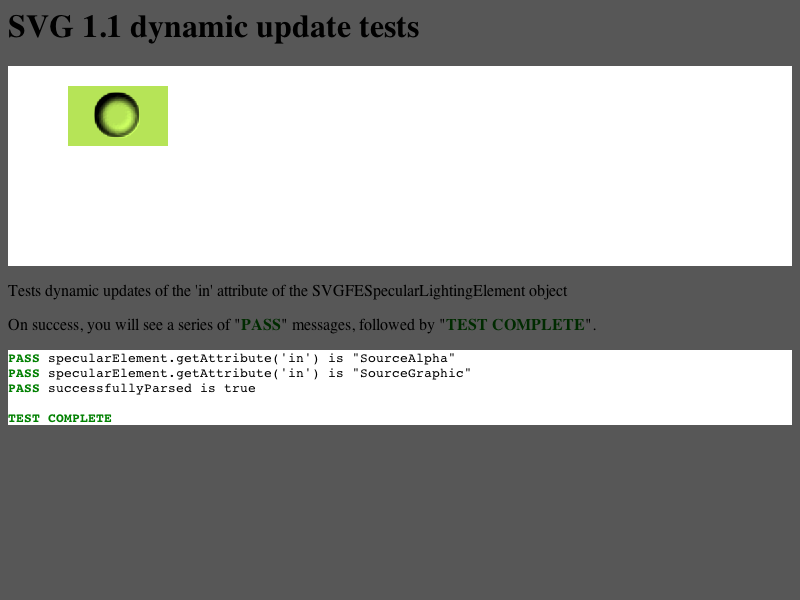 SVG 1.1 dynamic update tests
Tests dynamic updates of the 'in' attribute of the SVGFESpecularLightingElement object
On success, you will see a series of "PASS" messages, followed by "TEST COMPLETE".
PASS specularElement.getAttribute('in') is "SourceAlpha"
PASS specularElement.getAttribute('in') is "SourceGraphic"
PASS successfullyParsed is true
TEST COMPLETE